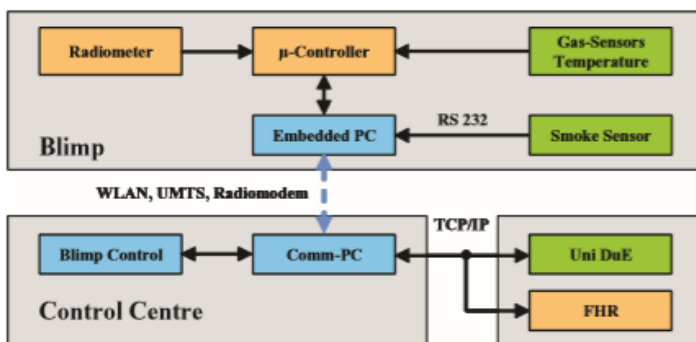 Radiometer
μ-Controller
Gas-Sensors
Temperature
Embedded PC
RS 232
Smoke Sensor
Blimp
WLAN, UMTS, Radiomodem
TCP/IP
Blimp Control
Comm-PC
Uni DuE
Control Centre
FHR